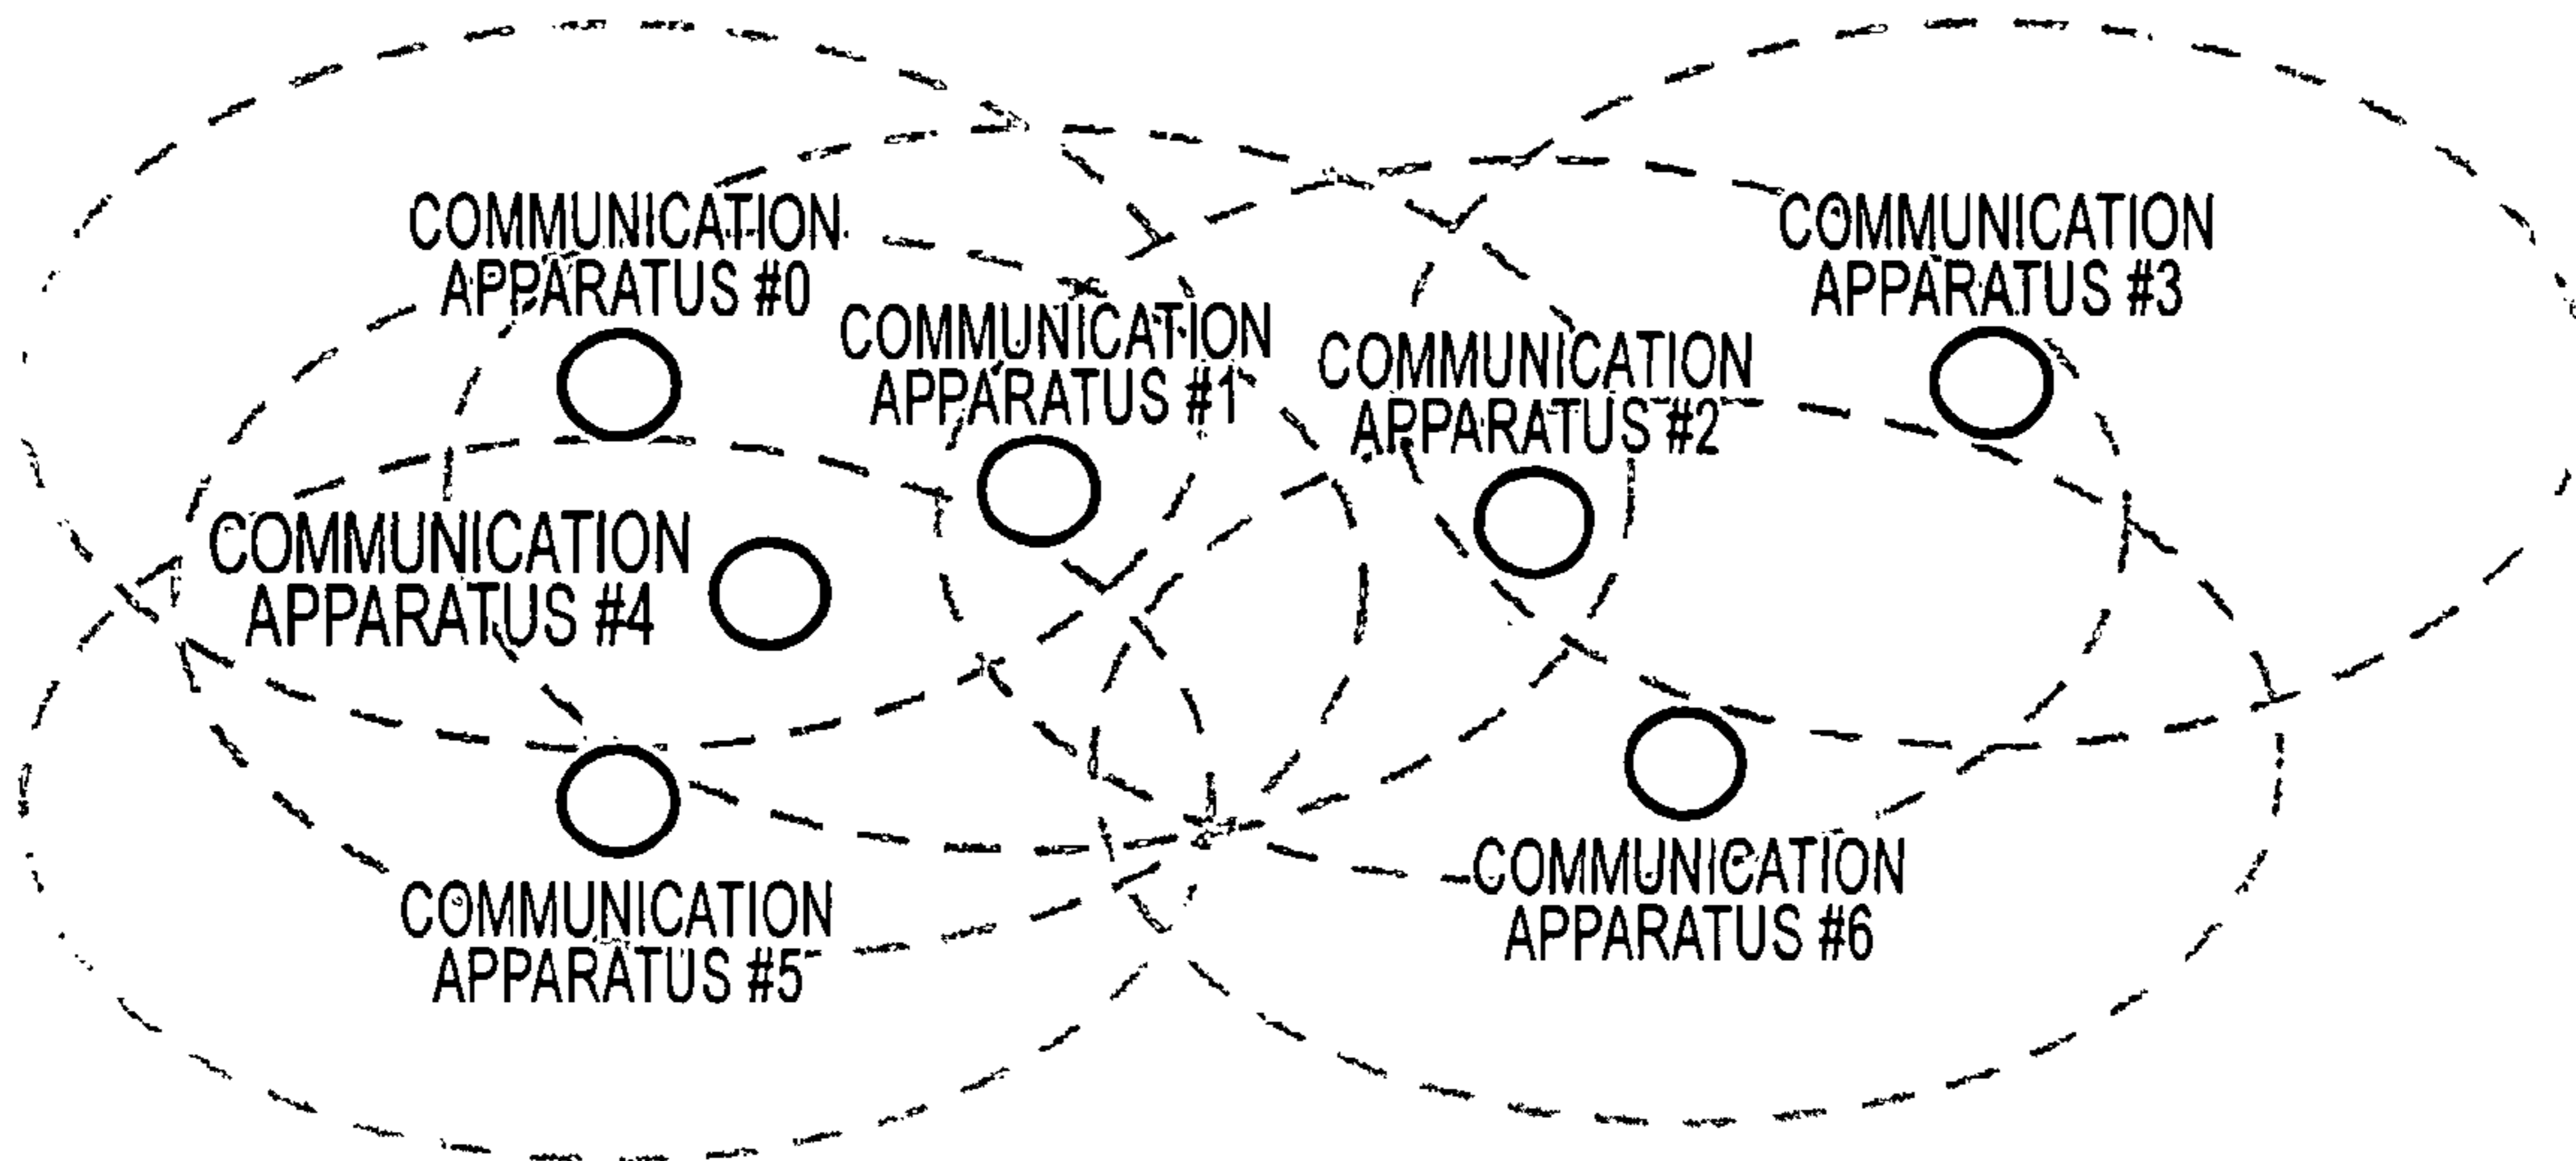 COMMUNICATION
APPARATUS #0
COMMUNICATION
APPARATUS #3
COMMUNICATION
APPARATUS #1
COMMUNICATION
APPARATUS #2
COMMUNICATION
APPARATUS #4
COMMUNICATION
APPARATUS #5
COMMUNICATION
APPARATUS #6